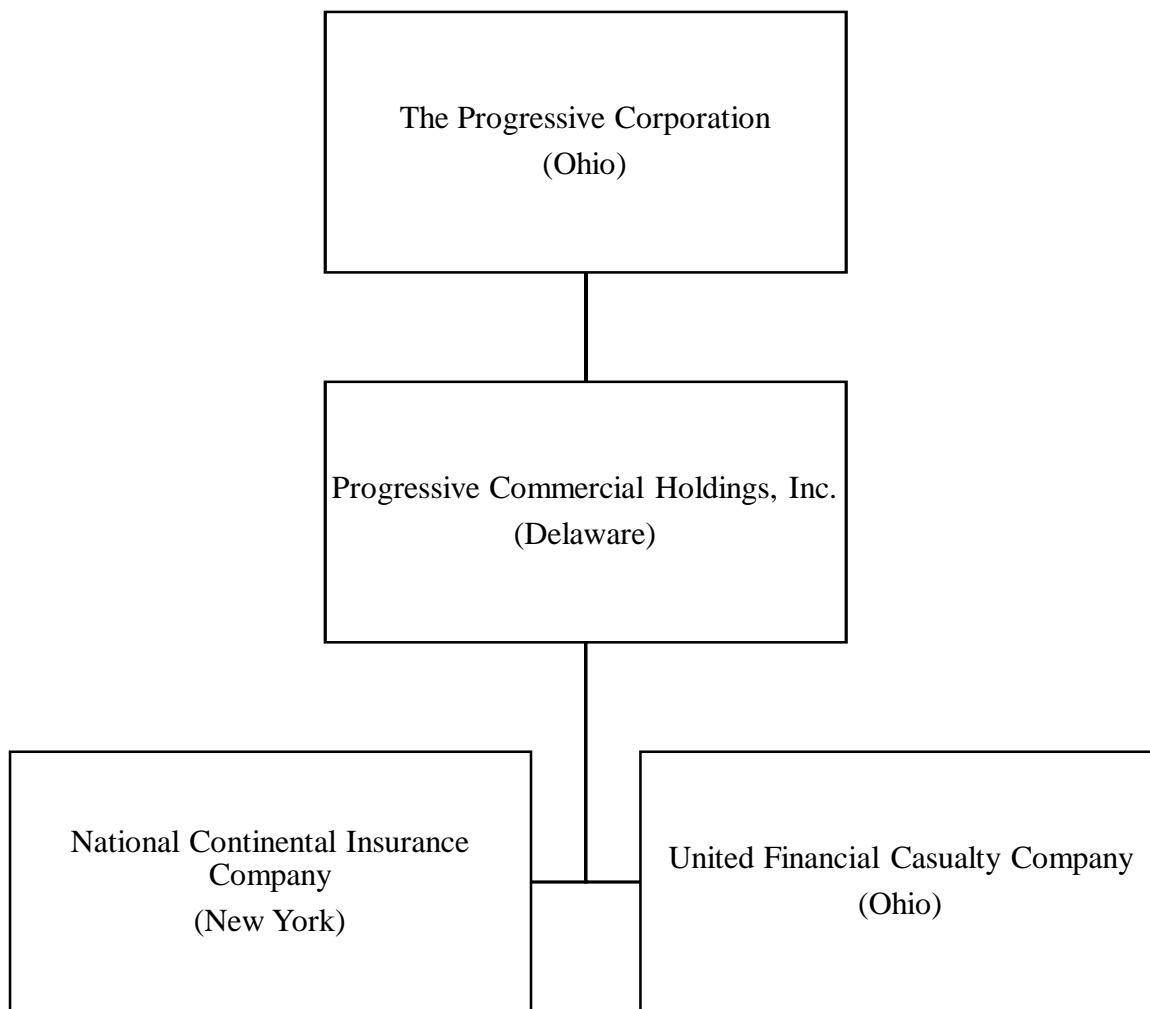 The Progressive Corporation
(Ohio)
Progressive Commercial Holdings, Inc.
(Delaware)
National Continental Insurance
Company
(New York)
United Financial Casualty Company
(Ohio)